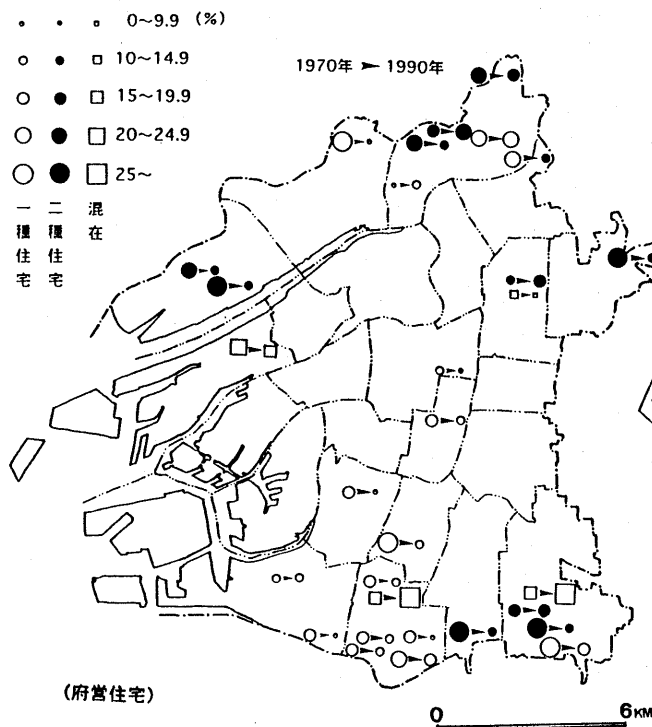 0～9.9 (%)
10～14.9
15～19.9
20～24.9
25～
一種住宅
二種住宅
混在
1970年 ➤ 1990年
(府営住宅)
0 6KM